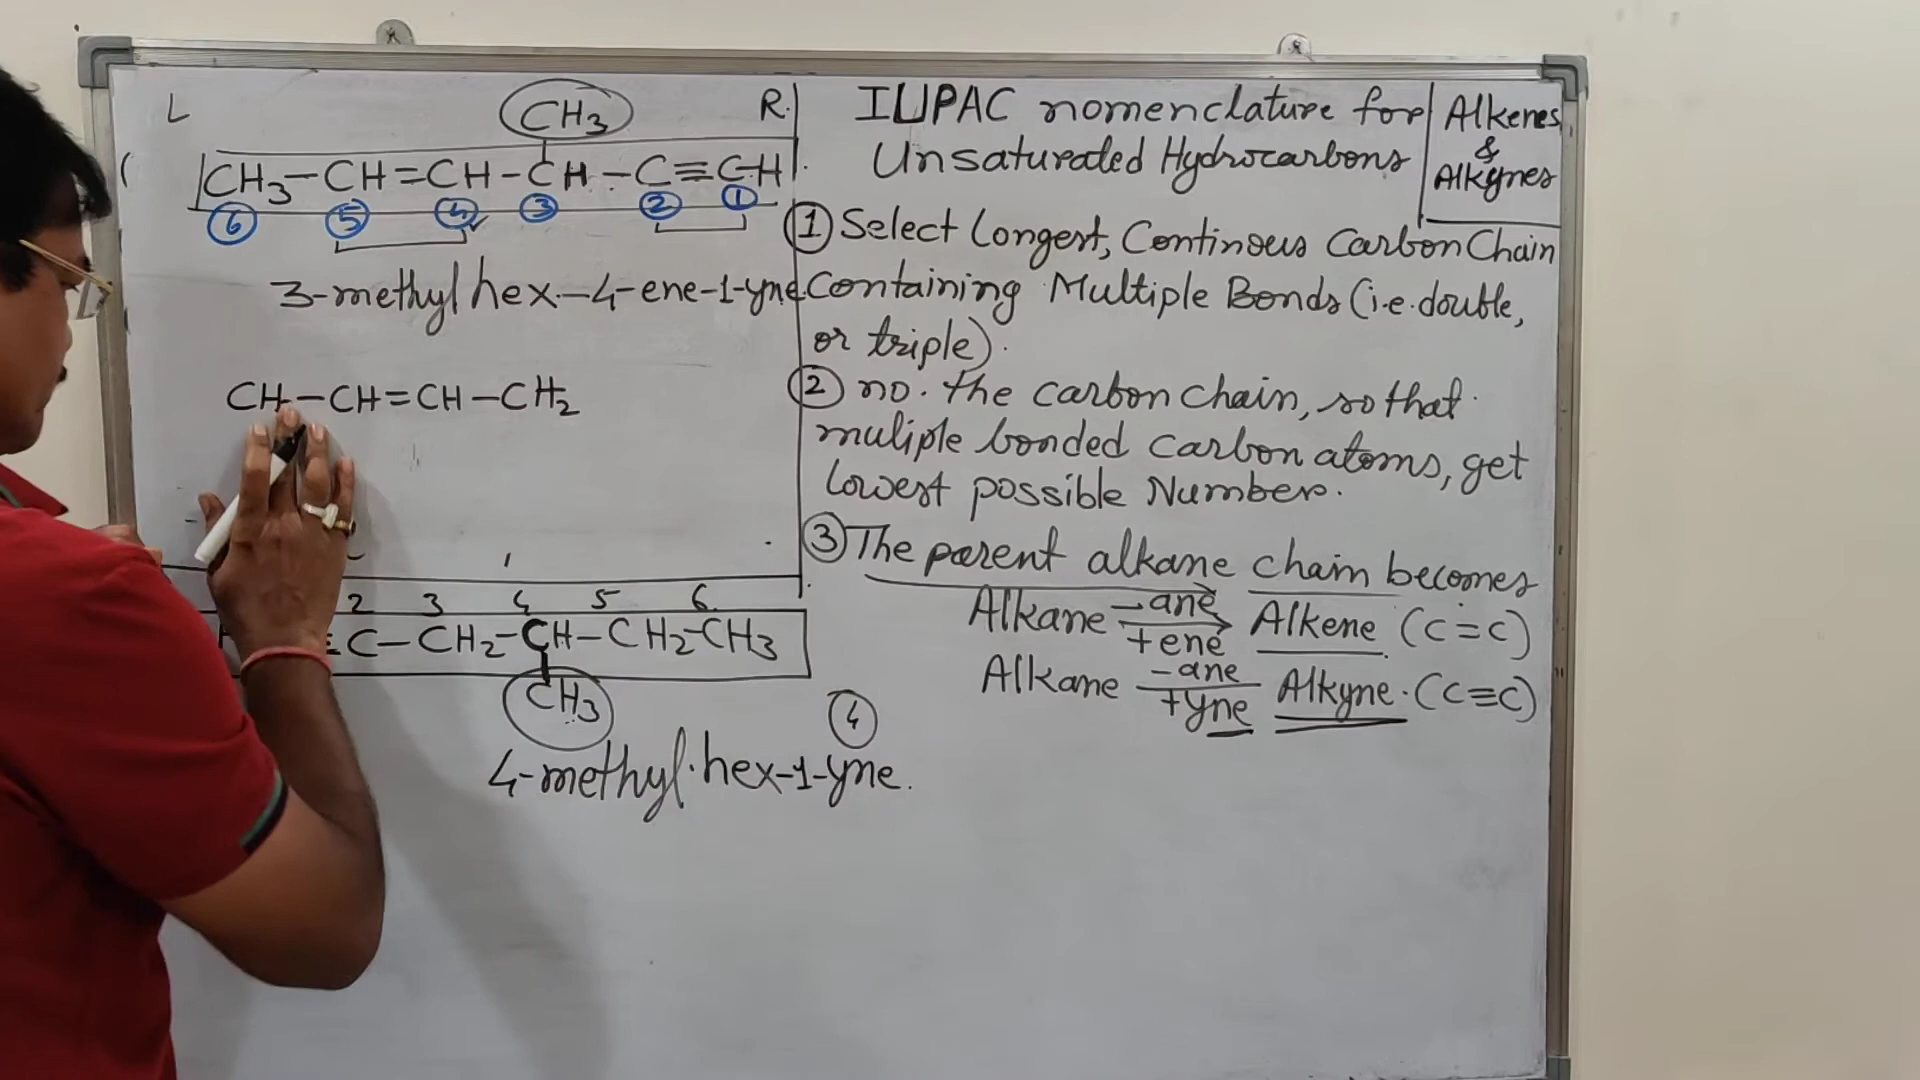 L
R.
CH3
CH3-CH=CH-CH-C≡CH
6 5 4 3 2 1
3-methyl hex-4-ene-1-yne
CH-CH=CH-CH2
2 3 4 5 6
≡C-CH2-CH-CH2-CH3
CH3
4
4-methyl.hex-1-yne.
IUPAC nomenclature for
Unsaturated Hydrocarbons
Alkenes
&
Alkynes
1 Select Longest, Continous Carbon Chain
Containing Multiple Bonds (i.e. double,
or triple).
2 no. the carbon chain, so that
muliple bonded carbon atoms, get
lowest possible Number.
3 The parent alkane chain becomes
Alkane -ane +ene Alkene (C=C)
Alkane -ane +yne Alkyne. (C≡C)